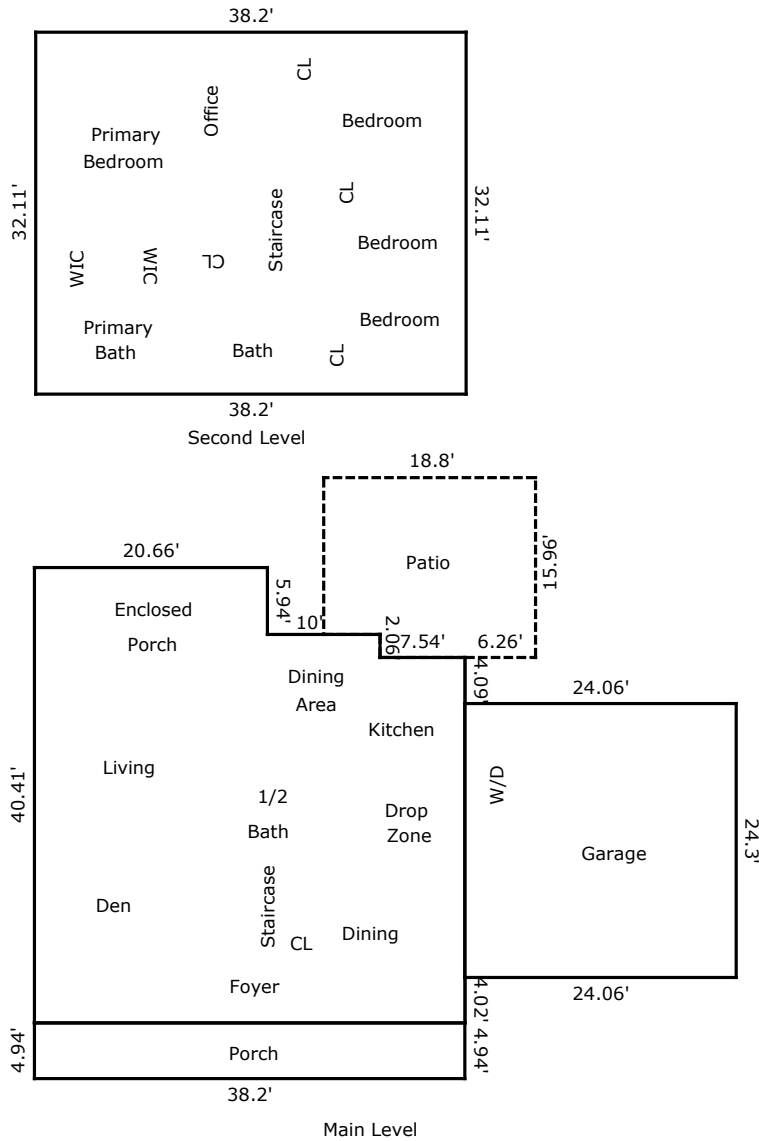 38.2'
CL
Office
Bedroom
Primary
Bedroom
32.11'
32.11'
CL
Staircase
Bedroom
WIC
WIC
CL
Bedroom
Primary
Bath
Bath
CL
38.2'
Second Level
18.8'
20.66'
Patio
15.96'
5.94'
Enclosed
Porch
10'
2.06'
7.54'
6.26'
4.09'
Dining
Area
24.06'
Kitchen
Living
W/D
1/2
Bath
Drop
Zone
40.41'
Garage
24.3'
Den
Staircase
CL
Dining
Foyer
4.02'
24.06'
4.94'
Porch
4.94'
38.2'
Main Level